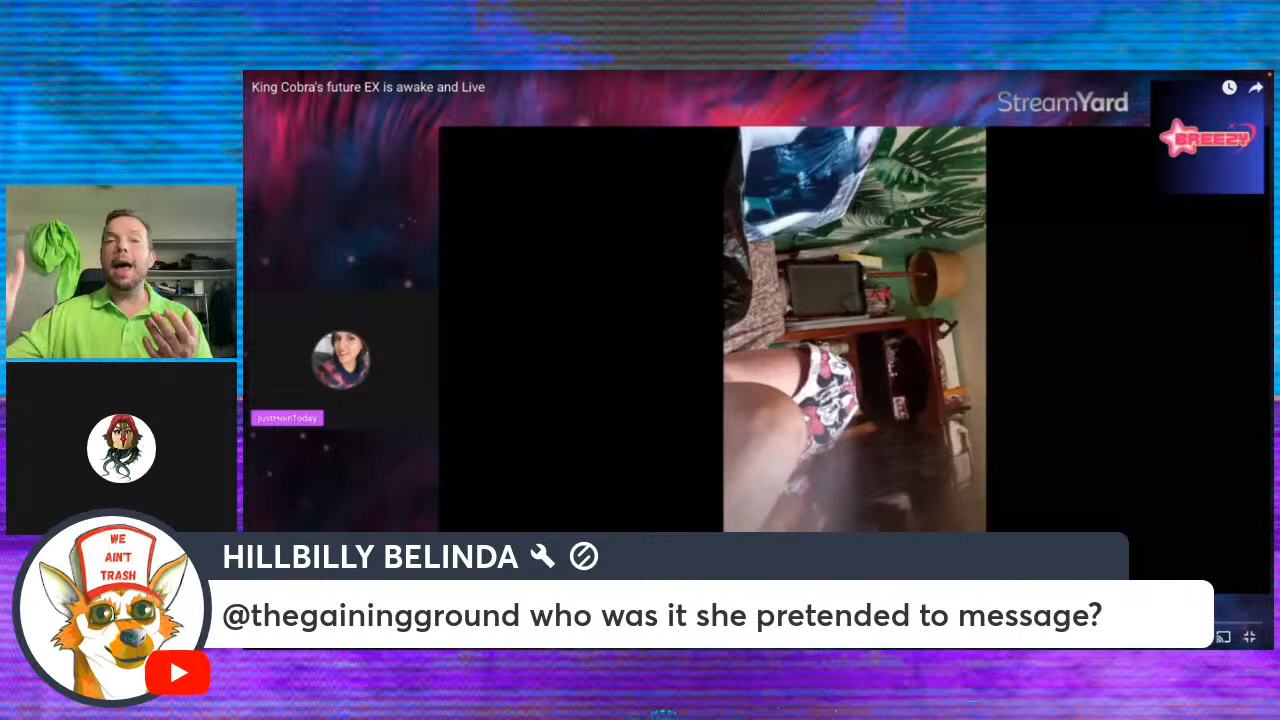 King Cobra's future EX is awake and Live
StreamYard
BREEZY
JustMoinToday
WE
AIN'T
TRASH
HILLBILLY BELINDA
@thegainingground who was it she pretended to message?